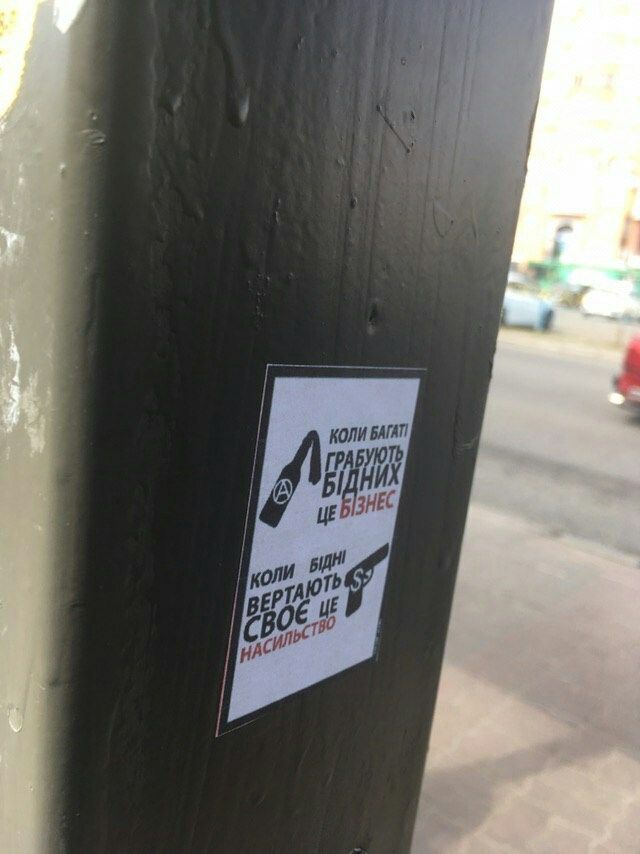 КОЛИ БАГАТІ
ГРАБУЮТЬ
БІДНИХ
ЦЕ БІЗНЕС
КОЛИ БІДНІ
ВЕРТАЮТЬ
СВОЄ ЦЕ
НАСИЛЬСТВО